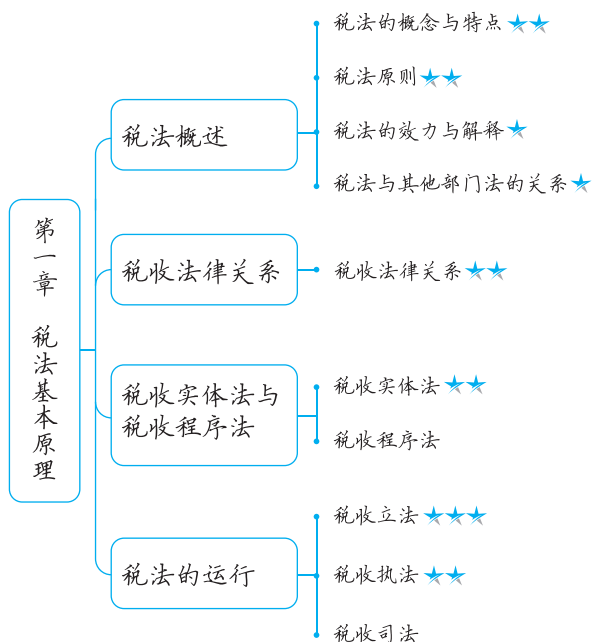 第一章 税法基本原理
税法概述
税法的概念与特点
税法原则
税法的效力与解释
税法与其他部门法的关系
税收法律关系
税收法律关系
税收实体法与
税收程序法
税收实体法
税收程序法
税法的运行
税收立法
税收执法
税收司法